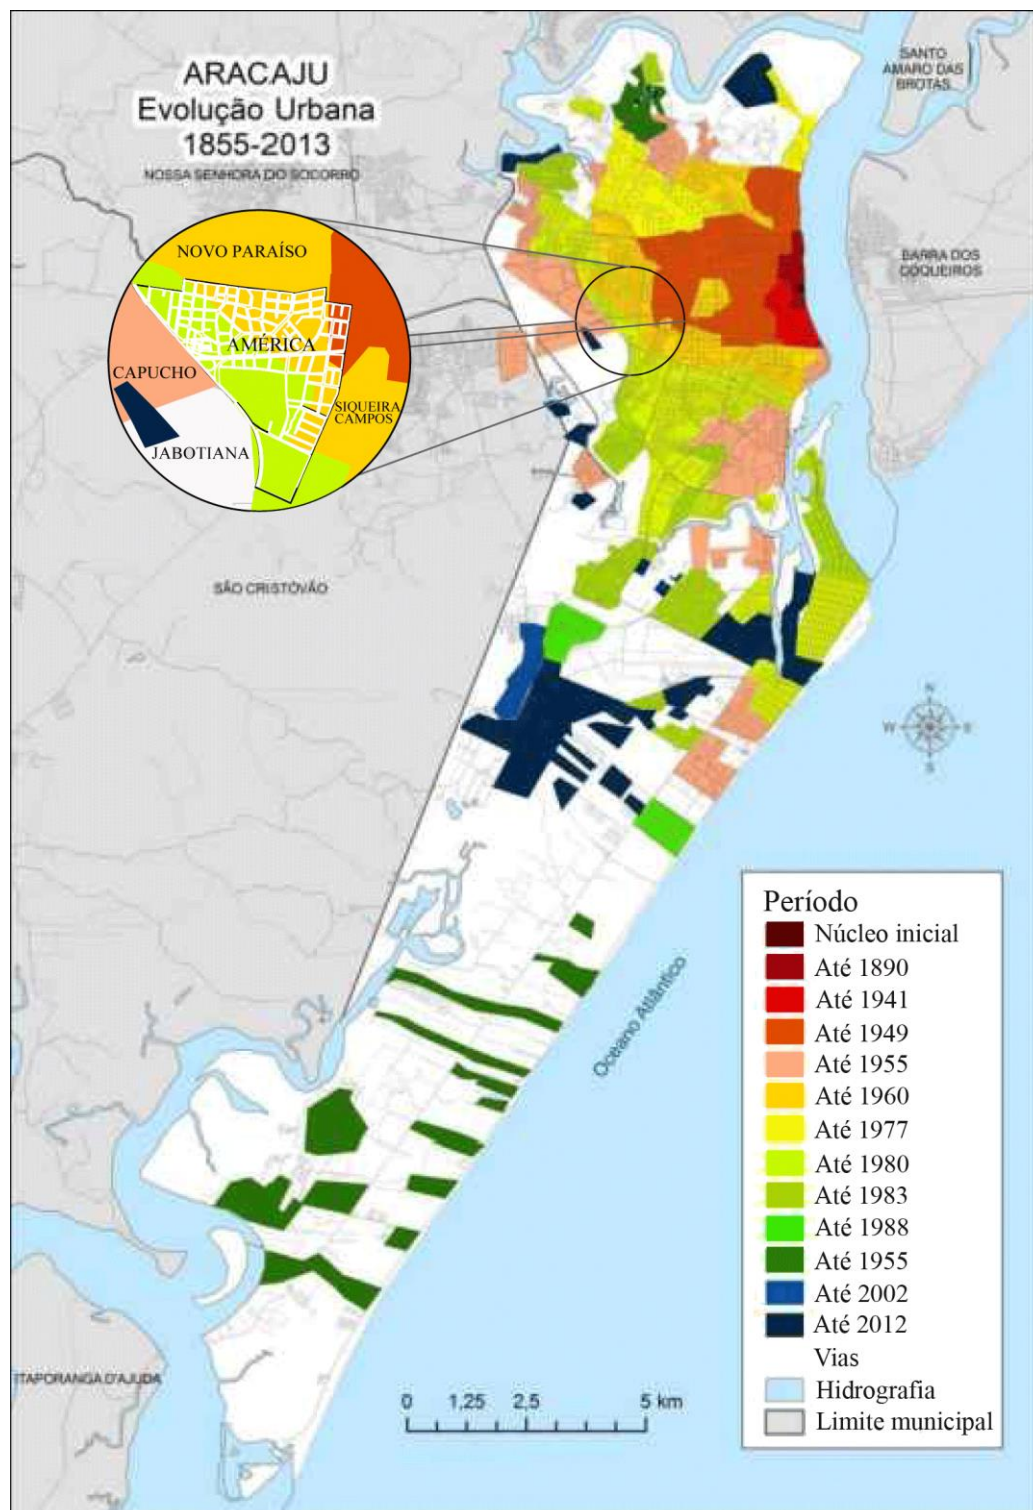 ARACAJU
Evolução Urbana
1855-2013
NOSSA SENHORA DO SOCORRO
SANTO
AMARO DAS
BROTAS
BARRA DOS
COQUEIROS
NOVO PARAÍSO
AMÉRICA
CAPUCHO
SIQUEIRA
CAMPOS
JABOTIANA
SÃO CRISTÓVÃO
N
W
E
S
Oceano Atlântico
Período
Núcleo inicial
Até 1890
Até 1941
Até 1949
Até 1955
Até 1960
Até 1977
Até 1980
Até 1983
Até 1988
Até 1955
Até 2002
Até 2012
Vias
Hidrografia
Limite municipal
ITAPORANGA D'AJUDA
0 1,25 2,5 5 km